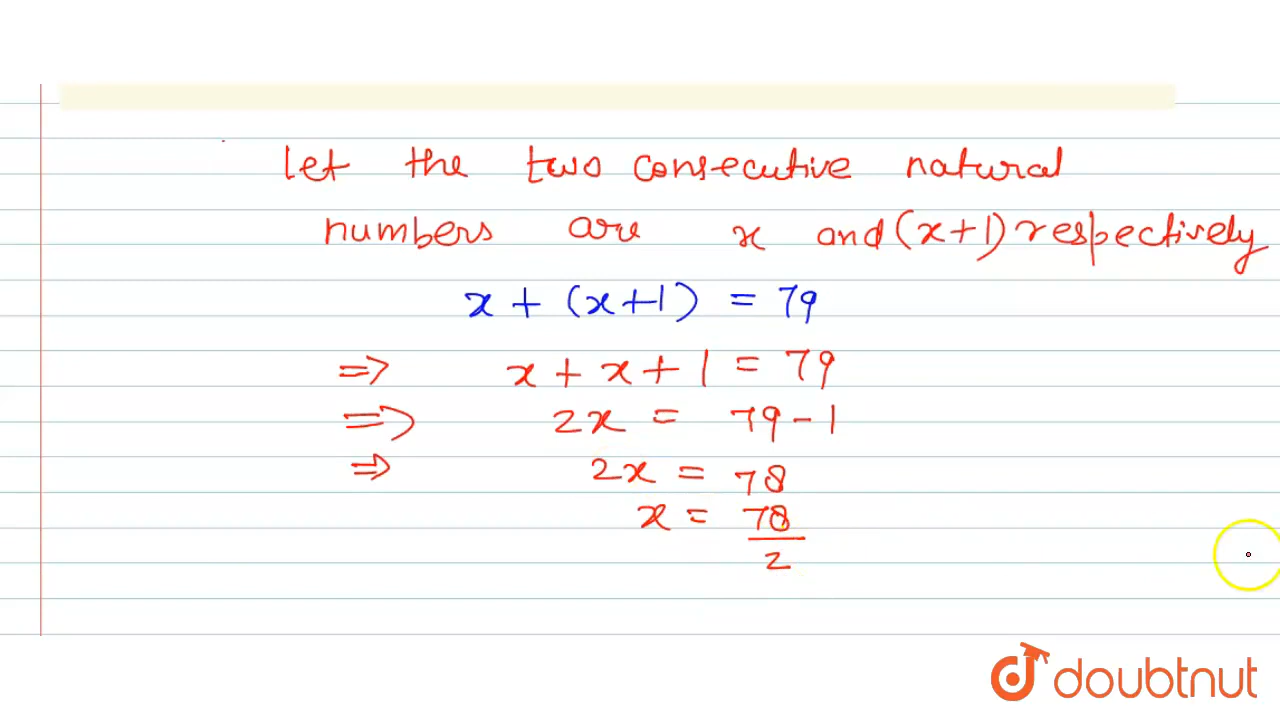 let the two consecutive natural
numbers are x and (x+1) respectively
x + (x+1) = 79
=> x + x + 1 = 79
=> 2x = 79 - 1
=> 2x = 78
x = 78
2
doubtnut